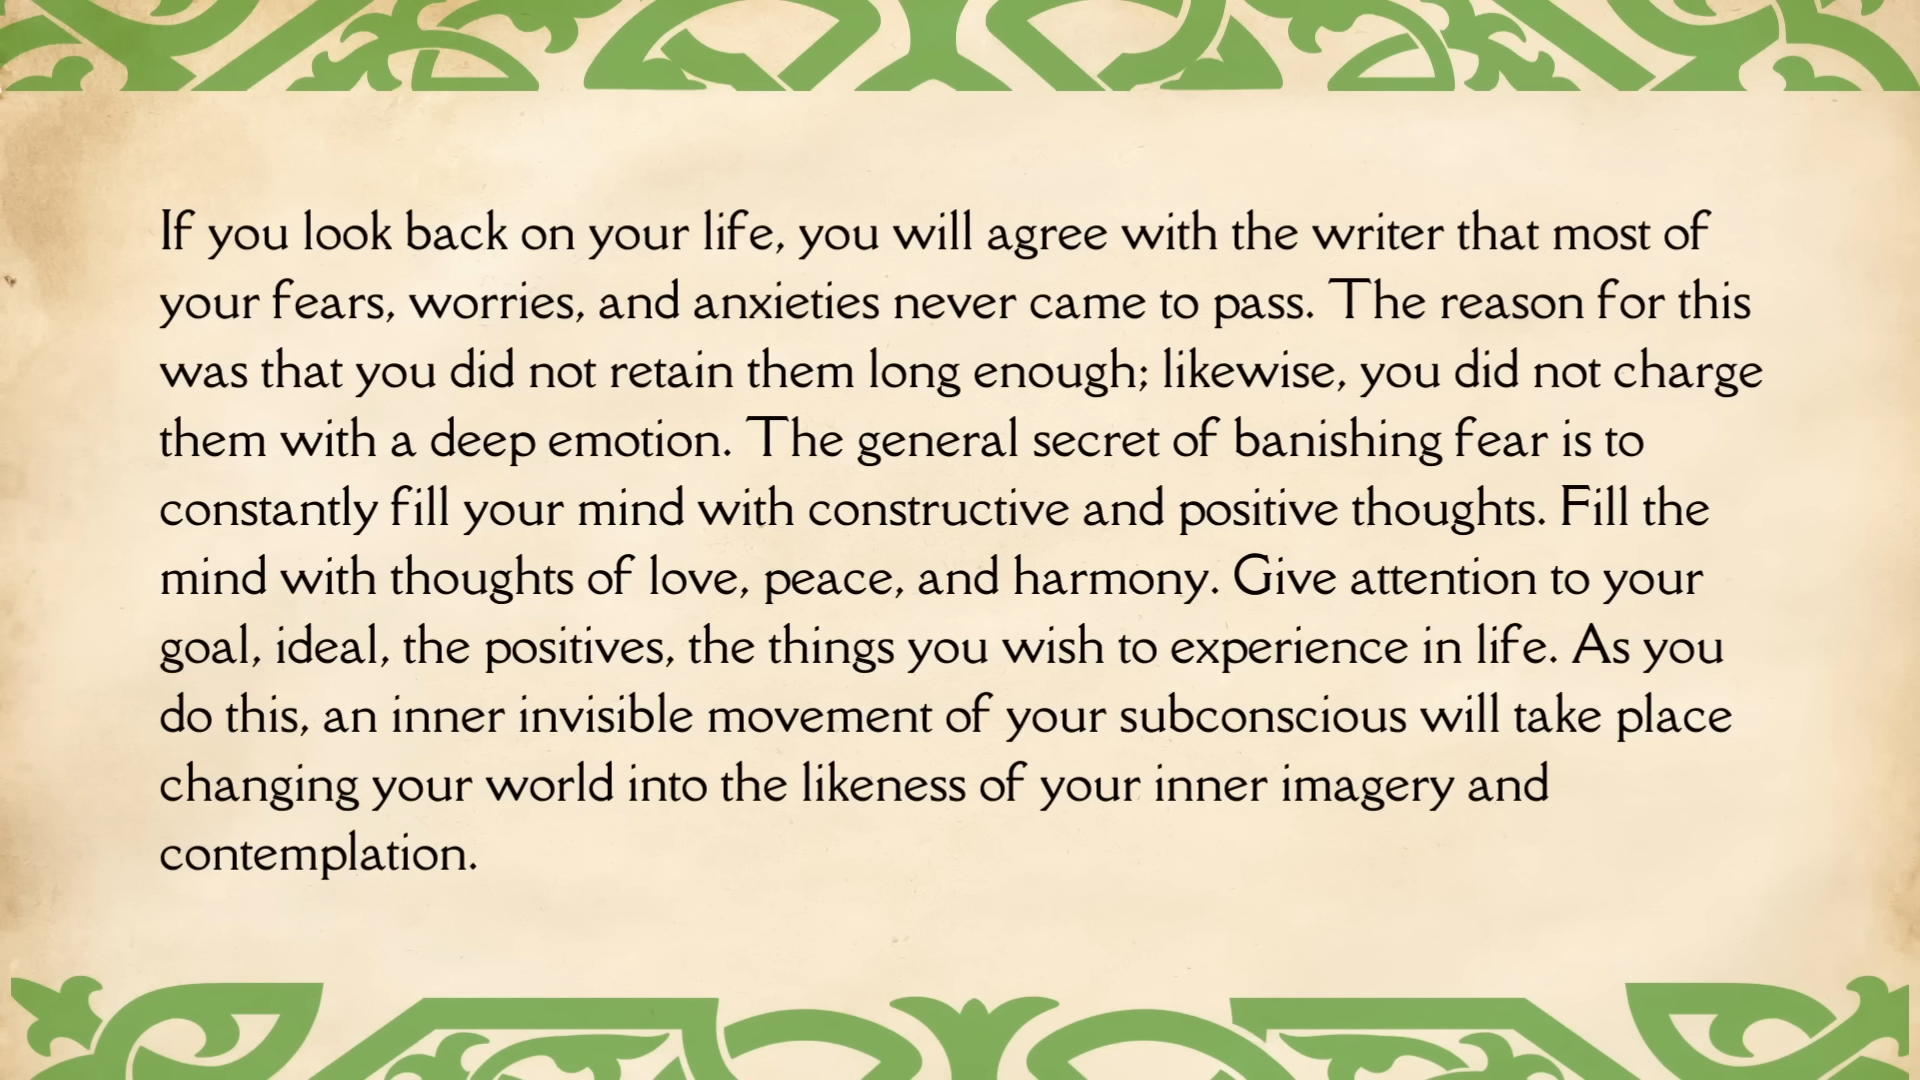 If you look back on your life, you will agree with the writer that most of
your fears, worries, and anxieties never came to pass. The reason for this
was that you did not retain them long enough; likewise, you did not charge
them with a deep emotion. The general secret of banishing fear is to
constantly fill your mind with constructive and positive thoughts. Fill the
mind with thoughts of love, peace, and harmony. Give attention to your
goal, ideal, the positives, the things you wish to experience in life. As you
do this, an inner invisible movement of your subconscious will take place
changing your world into the likeness of your inner imagery and
contemplation.